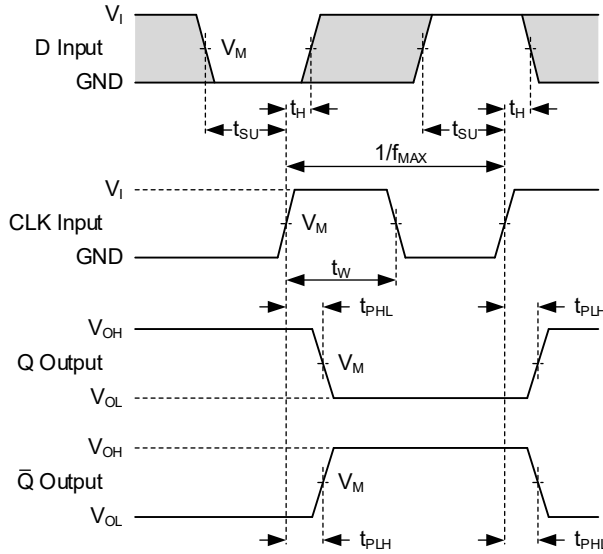 V_I
D Input
V_M
GND
t_H
t_H
t_SU
t_SU
1/f_MAX
V_I
CLK Input
V_M
GND
t_W
t_PHL
t_PLH
V_OH
Q Output
V_M
V_OL
V_OH
Q̄ Output
V_M
V_OL
t_PLH
t_PHL